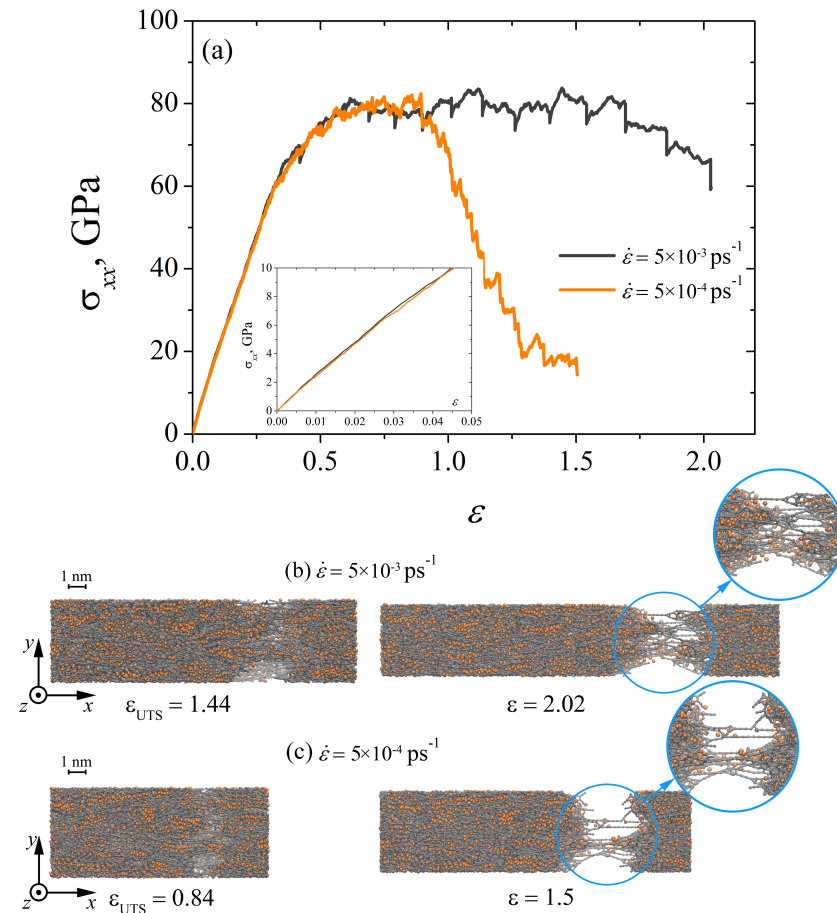 (a)
σxx, GPa
100
80
60
40
20
0
0.0 0.5 1.0 1.5 2.0
ε
ε̇ = 5×10⁻³ ps⁻¹
ε̇ = 5×10⁻⁴ ps⁻¹
σxx, GPa
10
8
6
4
2
0
0.00 0.01 0.02 0.03 0.04 0.05
ε
(b) ε̇ = 5×10⁻³ ps⁻¹
1 nm
y
z x
εUTS = 1.44
ε = 2.02
(c) ε̇ = 5×10⁻⁴ ps⁻¹
1 nm
y
z x
εUTS = 0.84
ε = 1.5